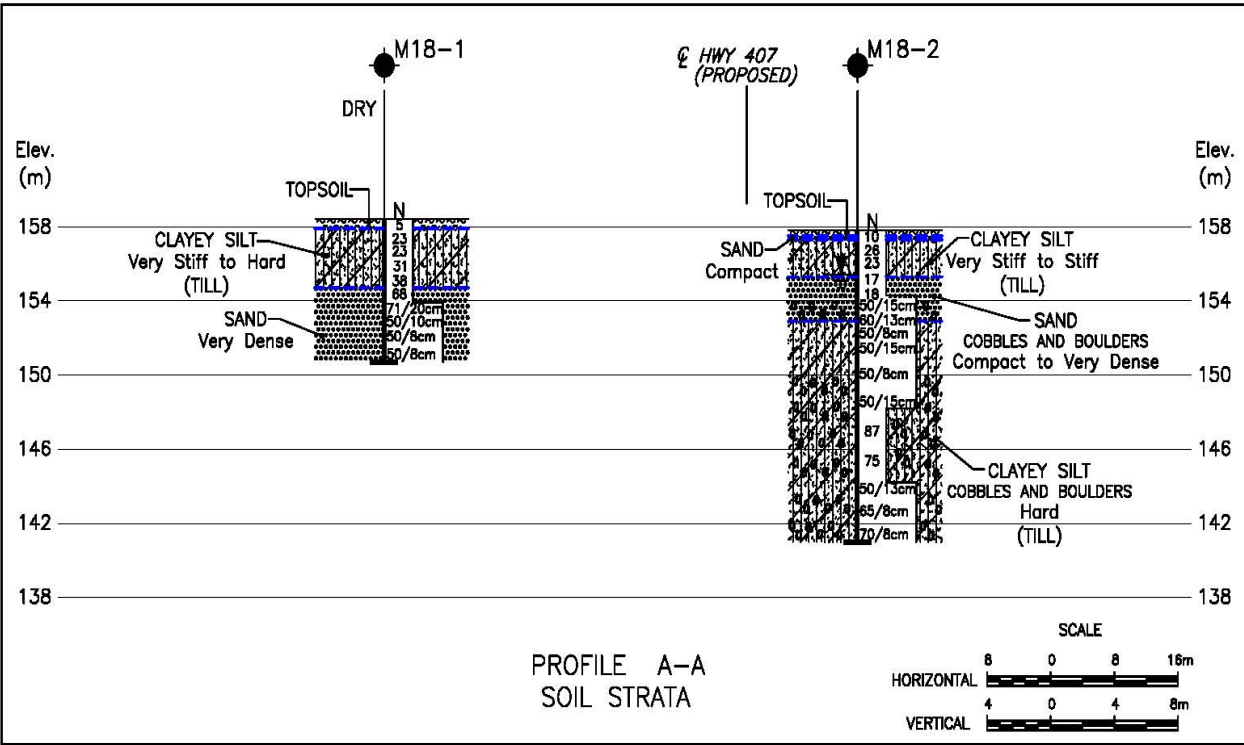 M18-1
M18-2
℄ HWY 407
(PROPOSED)
DRY
Elev.
(m)
Elev.
(m)
TOPSOIL
TOPSOIL
158
158
154
154
150
150
146
146
142
142
138
138
CLAYEY SILT
Very Stiff to Hard
(TILL)
SAND
Very Dense
N
5
23
23
31
38
68
71/20cm
50/10cm
50/8cm
50/8cm
SAND
Compact
N
10
28
23
17
18
50/15cm
60/13cm
50/8cm
50/15cm
50/8cm
50/15cm
87
75
50/13cm
65/8cm
70/8cm
CLAYEY SILT
Very Stiff to Stiff
(TILL)
SAND
COBBLES AND BOULDERS
Compact to Very Dense
CLAYEY SILT
COBBLES AND BOULDERS
Hard
(TILL)
PROFILE A-A
SOIL STRATA
SCALE
8 0 8 16m
HORIZONTAL
4 0 4 8m
VERTICAL